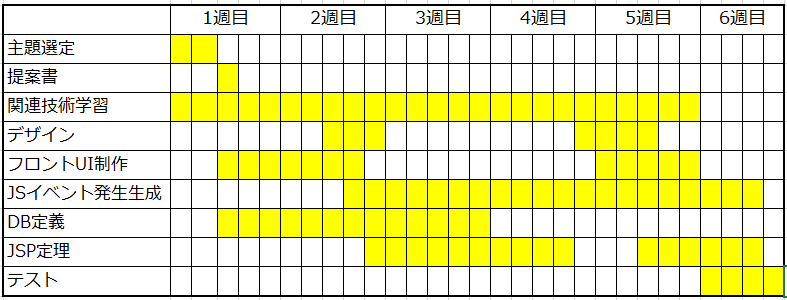 1週目 2週目 3週目 4週目 5週目 6週目
主題選定
提案書
関連技術学習
デザイン
フロントUI制作
JSイベント発生生成
DB定義
JSP定理
テスト